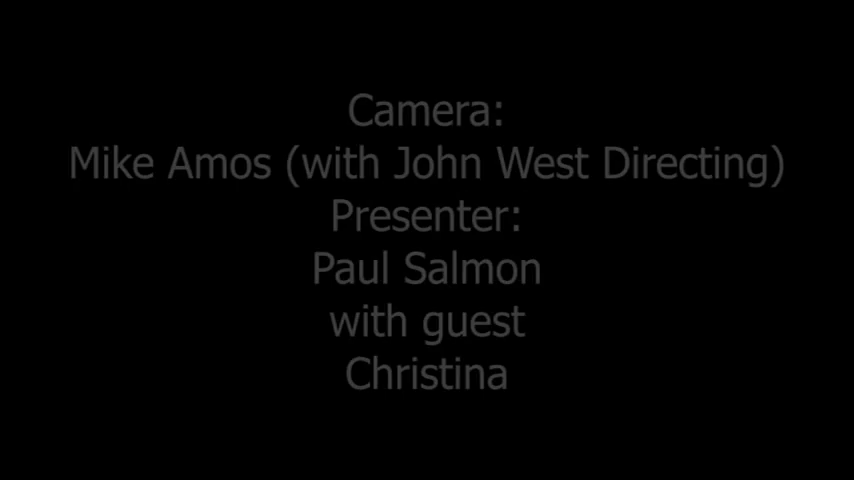 Camera:
Mike Amos (with John West Directing)
Presenter:
Paul Salmon
with guest
Christina